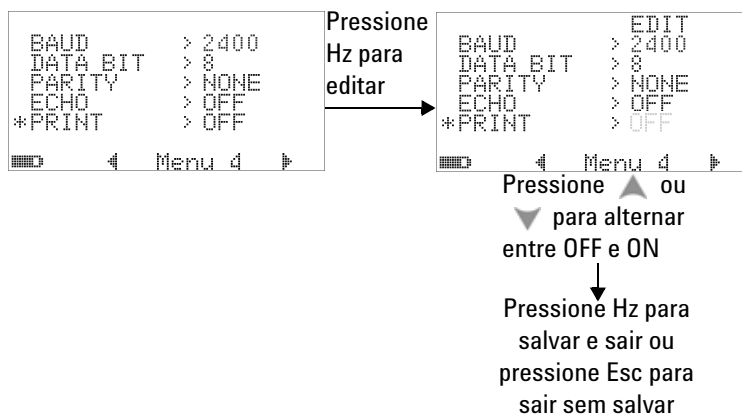 BAUD > 2400
DATA BIT > 8
PARITY > NONE
ECHO > OFF
*PRINT > OFF
Menu 4
Pressione
Hz para
editar
EDIT
BAUD > 2400
DATA BIT > 8
PARITY > NONE
ECHO > OFF
*PRINT > OFF
Menu 4
Pressione ou
para alternar
entre OFF e ON
Pressione Hz para
salvar e sair ou
pressione Esc para
sair sem salvar